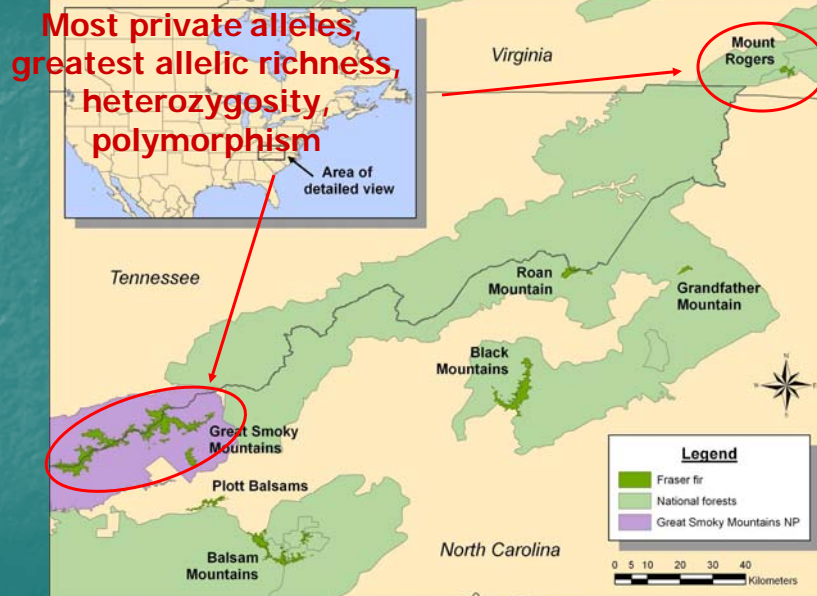 Most private alleles,
greatest allelic richness,
heterozygosity,
polymorphism
Area of
detailed view
Virginia
Mount
Rogers
Tennessee
Roan
Mountain
Grandfather
Mountain
Black
Mountains
Great Smoky
Mountains
Plott Balsams
Balsam
Mountains
North Carolina
N
W
E
S
Legend
Fraser fir
National forests
Great Smoky Mountains NP
0 5 10 20 30 40
Kilometers